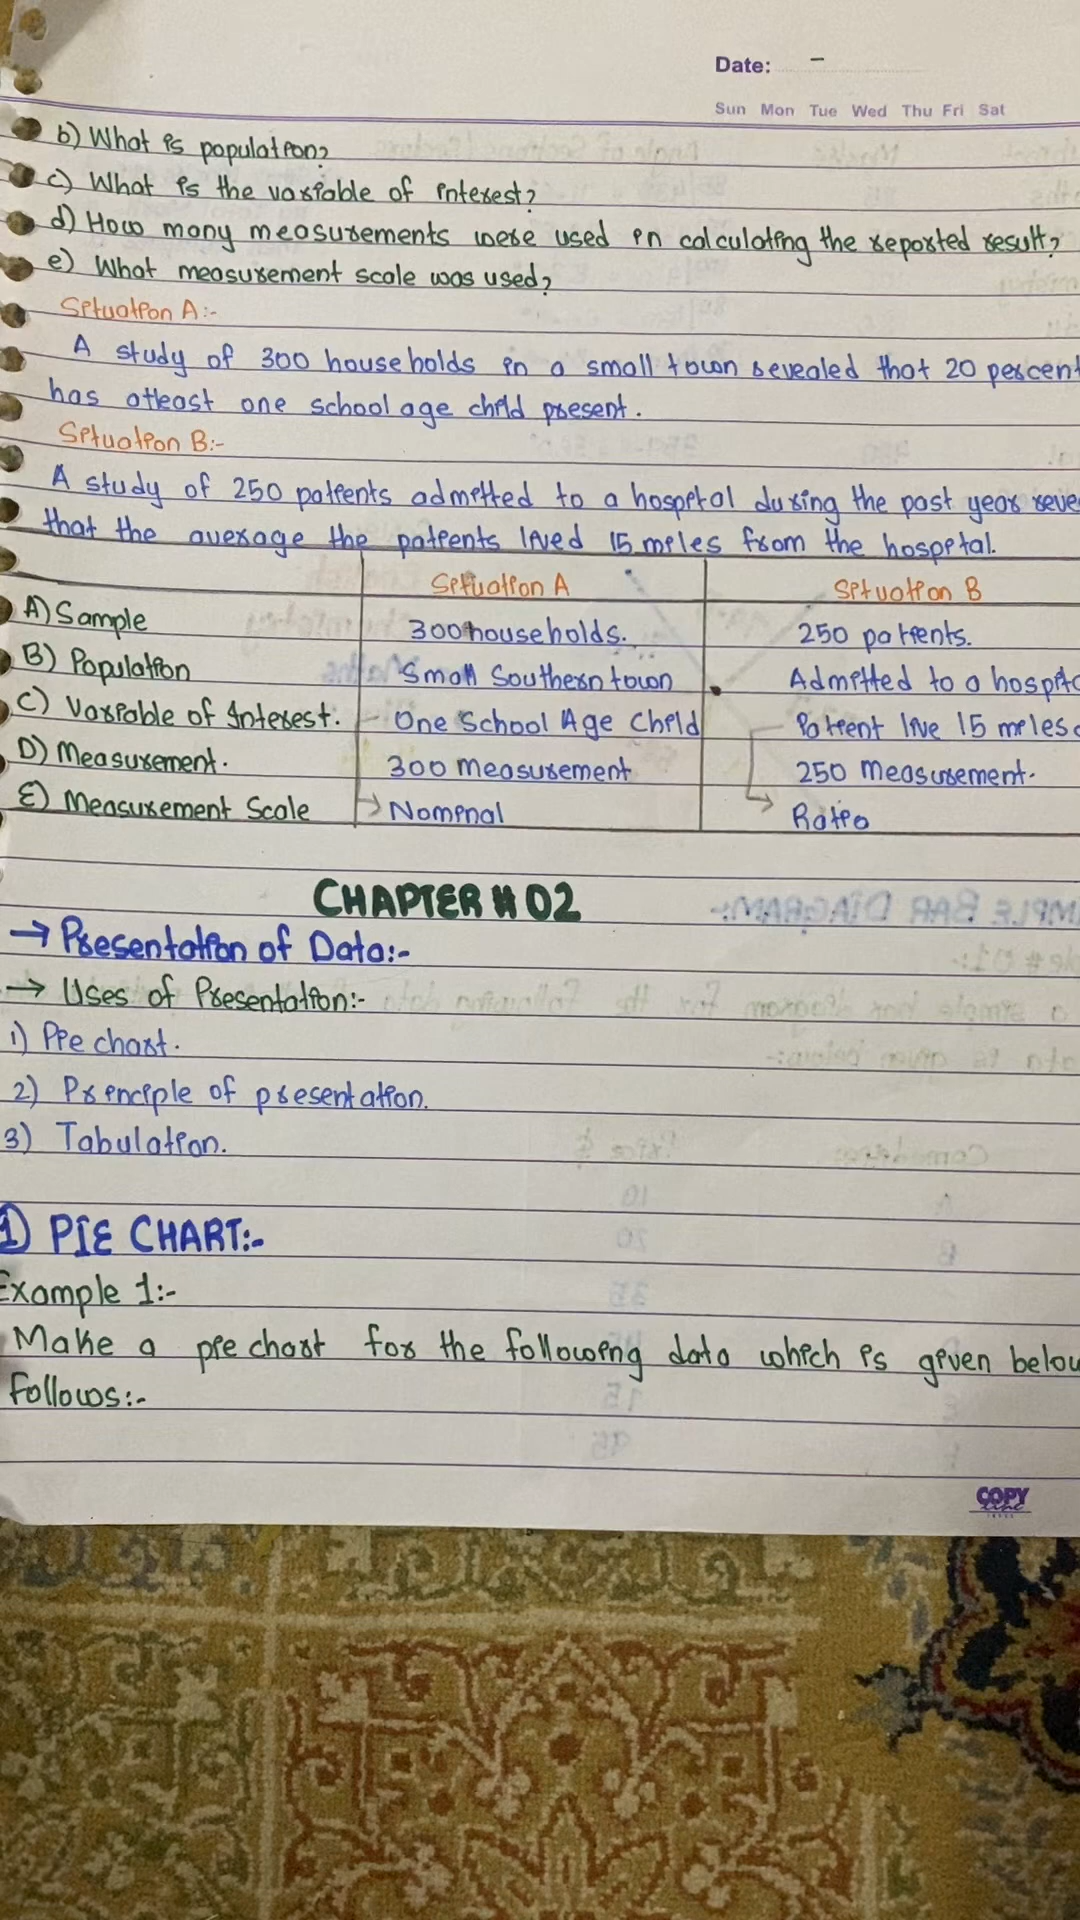 Date: -
Sun Mon Tue Wed Thu Fri Sat
b) What is population?
c) What is the variable of interest?
d) How many measurements were used in calculating the reported result?
e) What measurement scale was used?
Situation A:-
A study of 300 households in a small town revealed that 20 percent
has atleast one school age child present.
Situation B:-
A study of 250 patients admitted to a hospital during the past year reve
that the average the patients lived 15 miles from the hospital.
Situation A Situation B
A) Sample 300 households. 250 patients.
B) Population Small Southern town Admitted to a hospita
C) Variable of Interest. One School Age Child Patient live 15 miles
D) Measurement. 300 measurement 250 Measurement.
E) Measurement Scale → Nominal → Ratio
CHAPTER # 02
→ Presentation of Data:-
→ Uses of Presentation:-
1) Pie chart.
2) Principle of presentation.
3) Tabulation.
1) PIE CHART:-
Example 1:-
Make a pie chart for the following data which is given below
follows:-
COPY